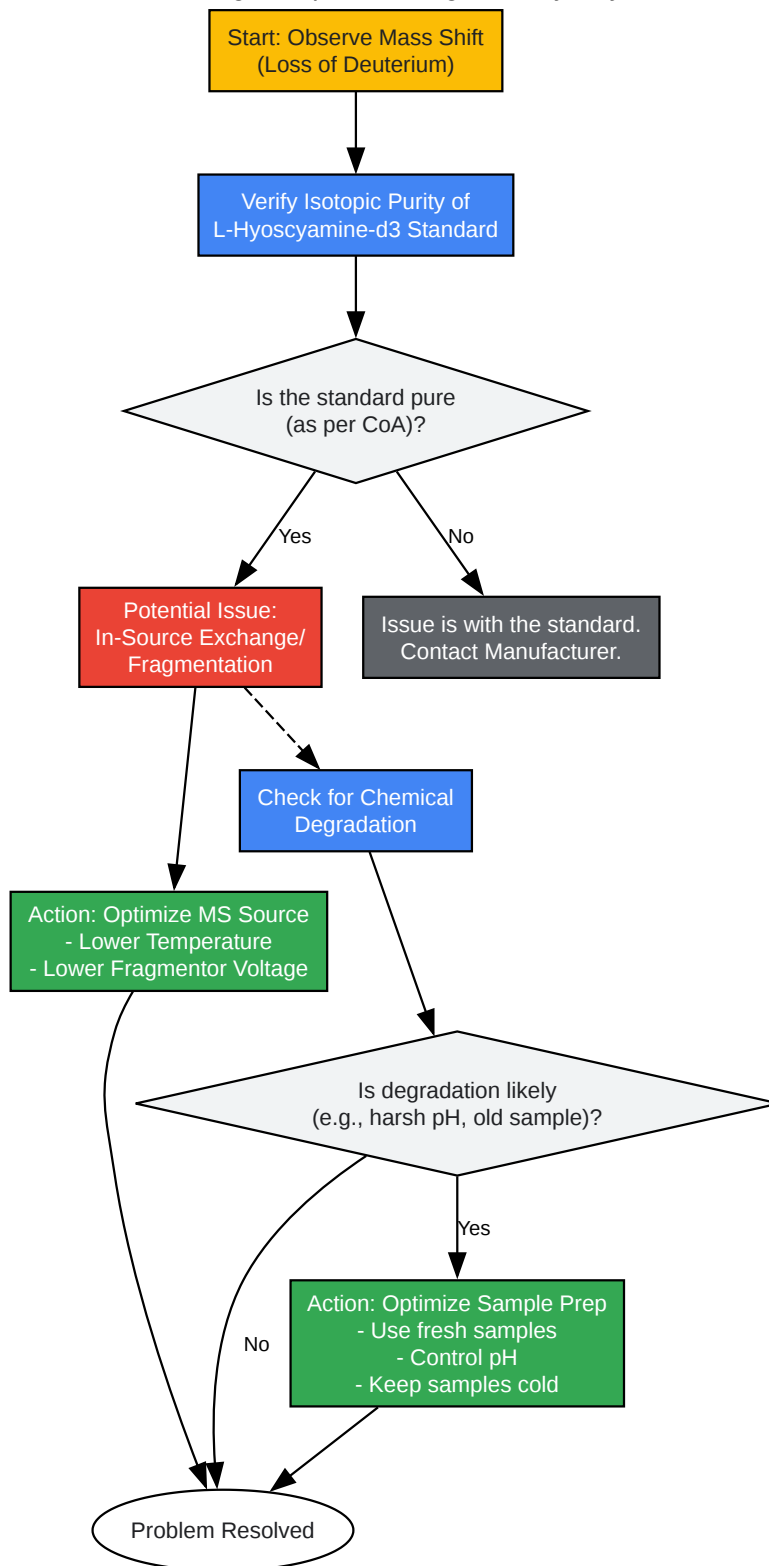 Start: Observe Mass Shift
(Loss of Deuterium)
Verify Isotopic Purity of
L-Hyoscyamine-d3 Standard
Is the standard pure
(as per CoA)?
Yes
No
Potential Issue:
In-Source Exchange/
Fragmentation
Issue is with the standard.
Contact Manufacturer.
Check for Chemical
Degradation
Action: Optimize MS Source
- Lower Temperature
- Lower Fragmentor Voltage
Is degradation likely
(e.g., harsh pH, old sample)?
Yes
No
Action: Optimize Sample Prep
- Use fresh samples
- Control pH
- Keep samples cold
Problem Resolved